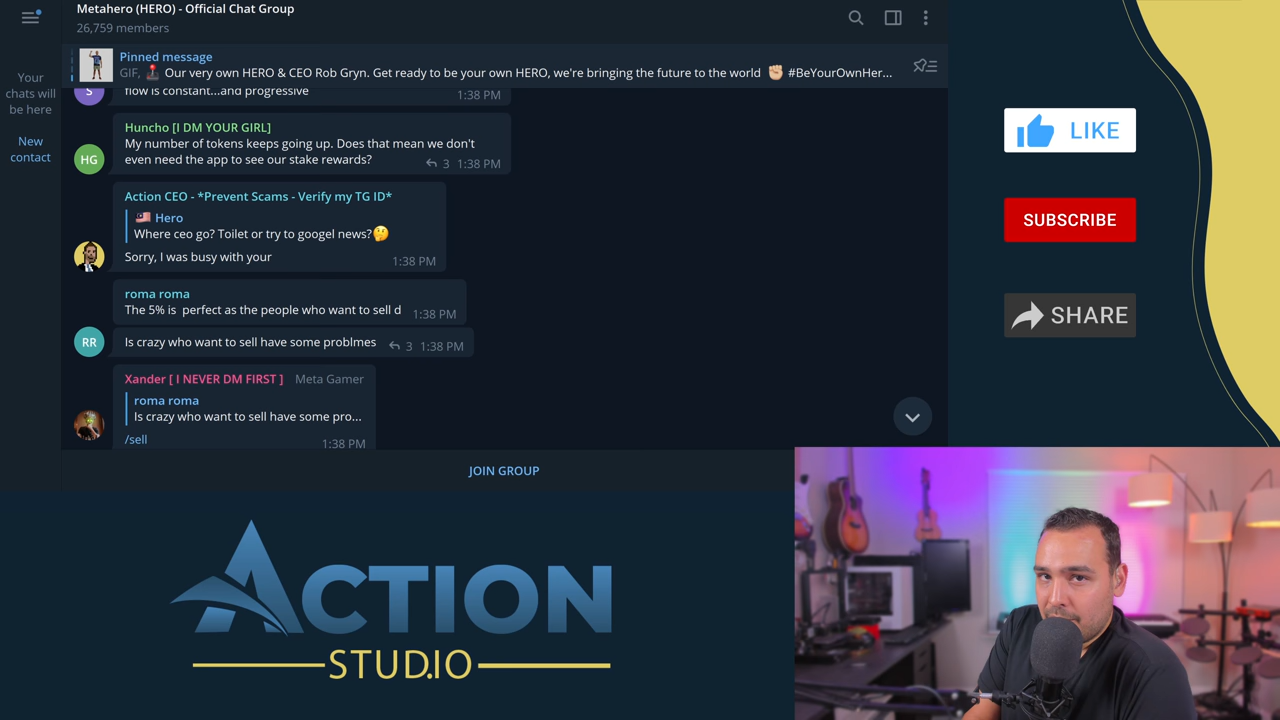 Metahero (HERO) - Official Chat Group
26,759 members
Your
chats will
be here
New
contact
Pinned message
GIF, 🕹 Our very own HERO & CEO Rob Gryn. Get ready to be your own HERO, we're bringing the future to the world ✊🏼 #BeYourOwnHer...
S
flow is constant...and progressive
1:38 PM
Huncho [I DM YOUR GIRL]
My number of tokens keeps going up. Does that mean we don't
even need the app to see our stake rewards?
3 1:38 PM
HG
Action CEO - *Prevent Scams - Verify my TG ID*
🇲🇾 Hero
Where ceo go? Toilet or try to googel news?🤔
Sorry, I was busy with your
1:38 PM
roma roma
The 5% is perfect as the people who want to sell d
1:38 PM
RR
Is crazy who want to sell have some problmes
3 1:38 PM
Xander [ I NEVER DM FIRST ] Meta Gamer
roma roma
Is crazy who want to sell have some pro...
/sell
1:38 PM
JOIN GROUP
LIKE
SUBSCRIBE
SHARE
ACTION
STUD.IO